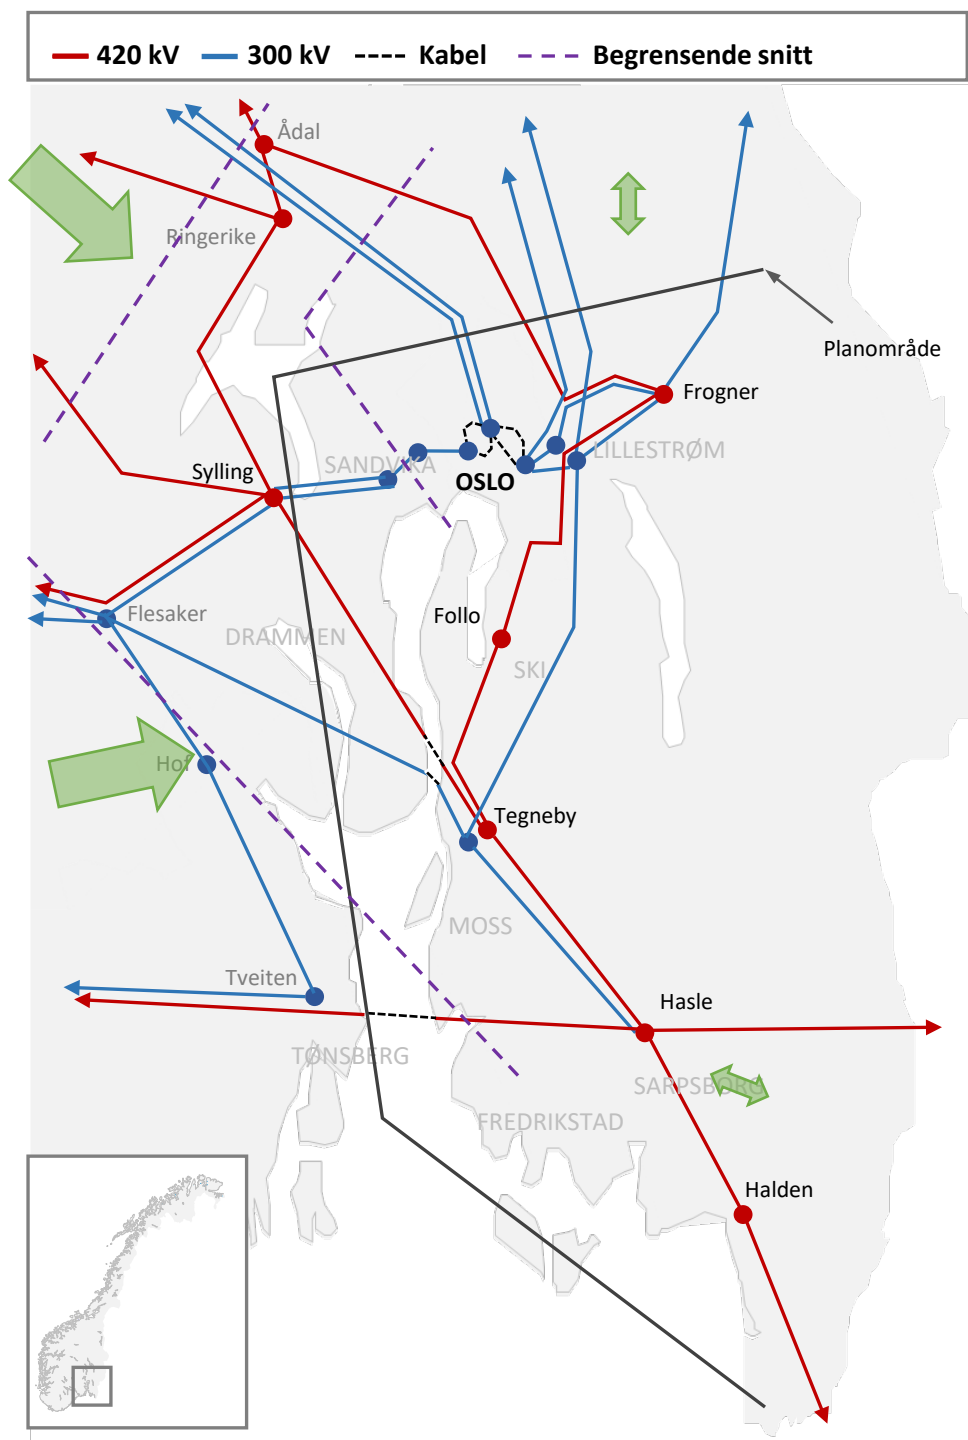 420 kV
300 kV
Kabel
Begrensende snitt
Ådal
Ringerike
Planområde
Frogner
LILLESTRØM
SANDVIKA
Sylling
OSLO
Flesaker
Follo
DRAMMEN
SKI
Hof
Tegneby
MOSS
Tveiten
Hasle
TØNSBERG
SARPSBORG
FREDRIKSTAD
Halden